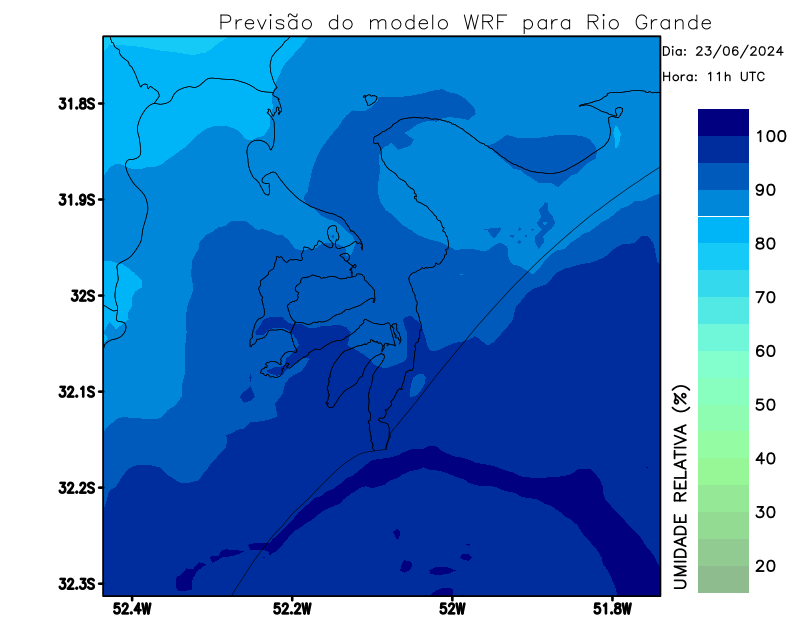 Previsão do modelo WRF para Rio Grande
Dia: 23/06/2024
Hora: 11h UTC
31.8S
31.9S
32S
32.1S
32.2S
32.3S
52.4W
52.2W
52W
51.8W
100
90
80
70
60
50
40
30
20
UMIDADE RELATIVA (%)